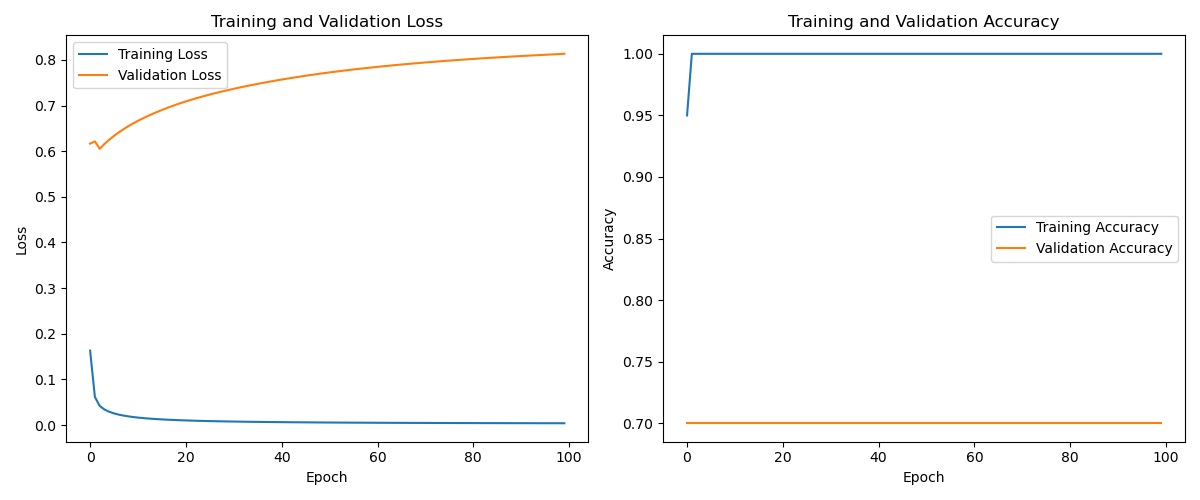 Training and Validation Loss
Training Loss
Validation Loss
0.8
0.7
0.6
0.5
0.4
0.3
0.2
0.1
0.0
Loss
0 20 40 60 80 100
Epoch
Training and Validation Accuracy
1.00
0.95
0.90
0.85
0.80
0.75
0.70
Accuracy
Training Accuracy
Validation Accuracy
0 20 40 60 80 100
Epoch